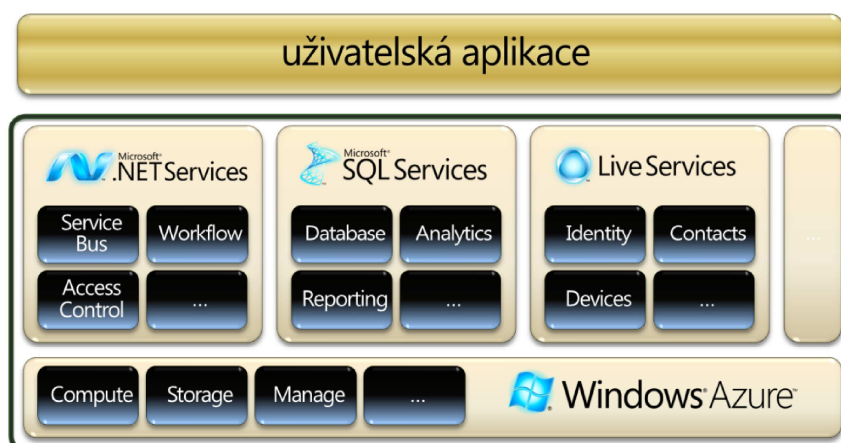 uživatelská aplikace
Microsoft®
.NET Services
Service
Bus
Workflow
Access
Control
...
Microsoft®
SQL Services
Database
Analytics
Reporting
...
Live Services
Identity
Contacts
Devices
...
...
Compute
Storage
Manage
...
Windows® Azure™